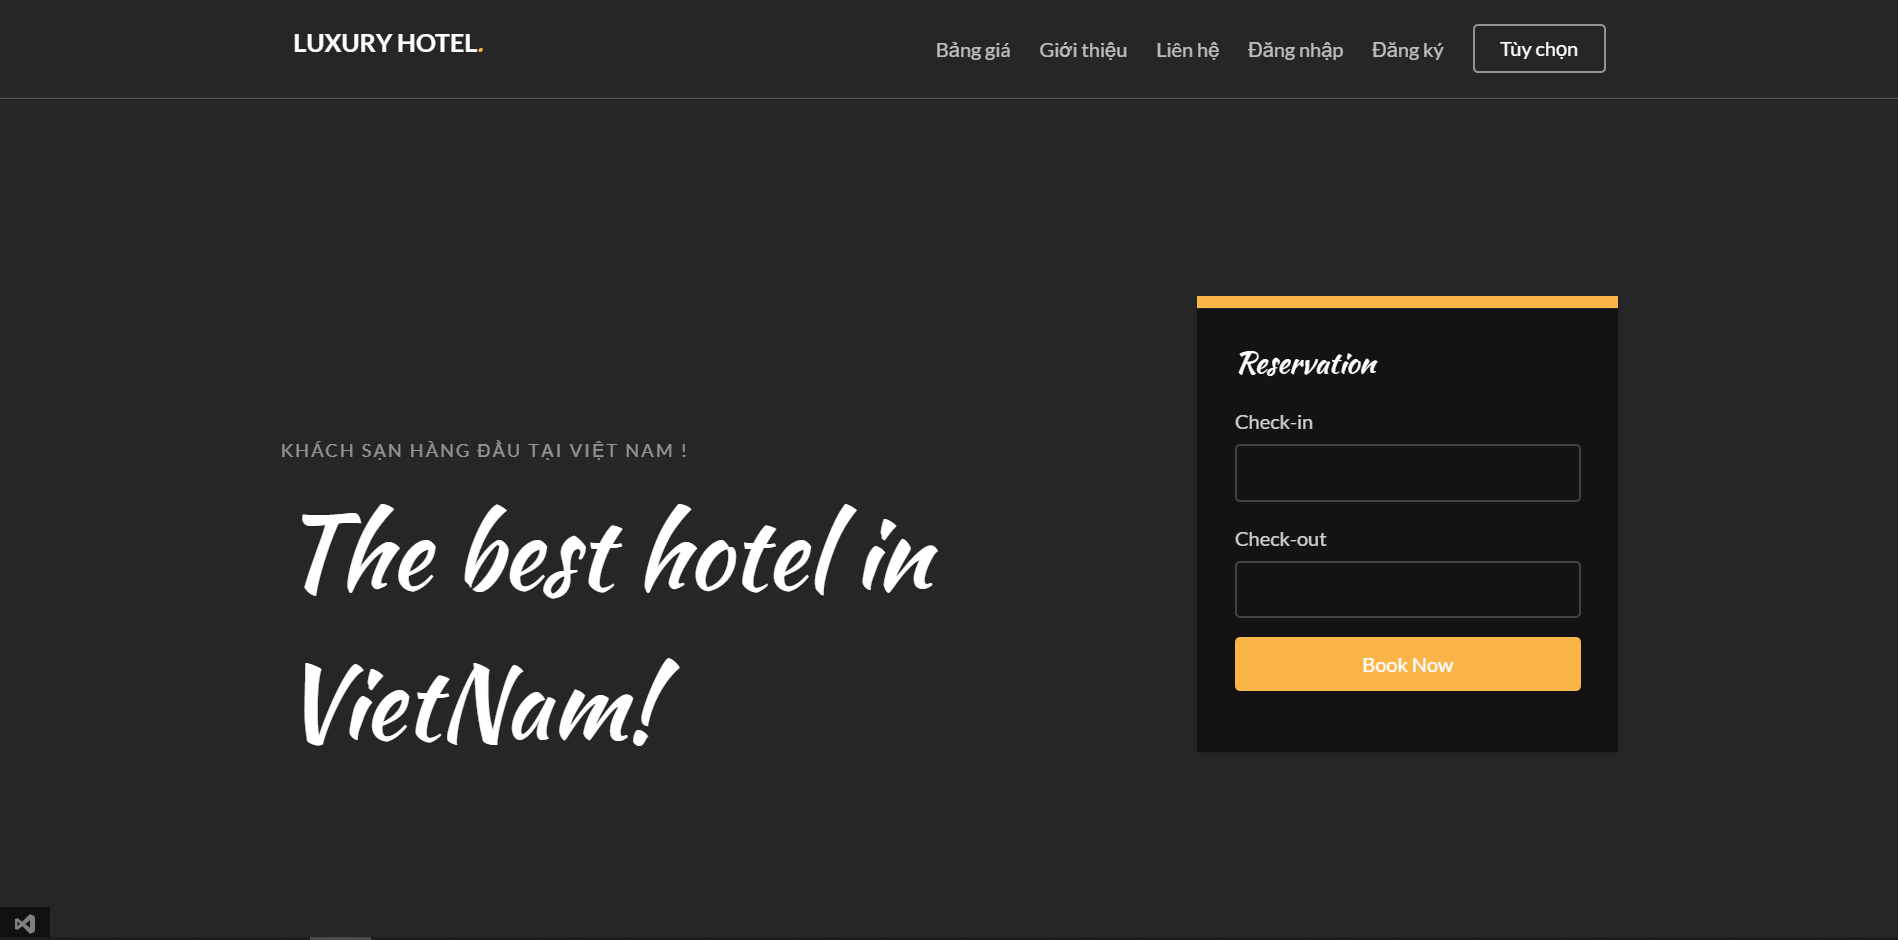 LUXURY HOTEL.
Bảng giá Giới thiệu Liên hệ Đăng nhập Đăng ký Tùy chọn
KHÁCH SẠN HÀNG ĐẦU TẠI VIỆT NAM !
The best hotel in
VietNam!
Reservation
Check-in
Check-out
Book Now